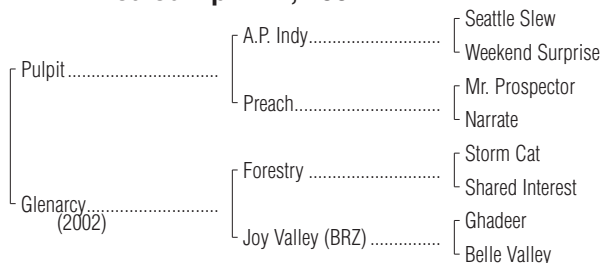 Seattle Slew
A.P. Indy
Weekend Surprise
Pulpit
Mr. Prospector
Preach
Narrate
Storm Cat
Forestry
Shared Interest
Glenarcy
(2002)
Ghadeer
Joy Valley (BRZ)
Belle Valley